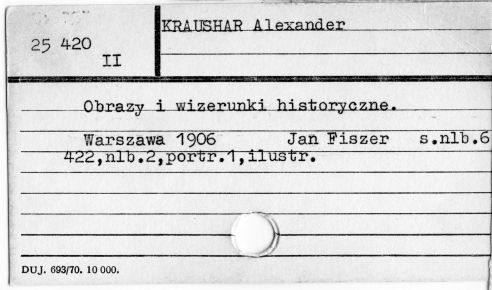 KRAUSHAR Alexander
25 420
II
Obrazy i wizerunki historyczne.
Warszawa 1906 Jan Fiszer s.nlb.6
422,nlb.2,portr.1,ilustr.
DUJ. 693/70. 10 000.